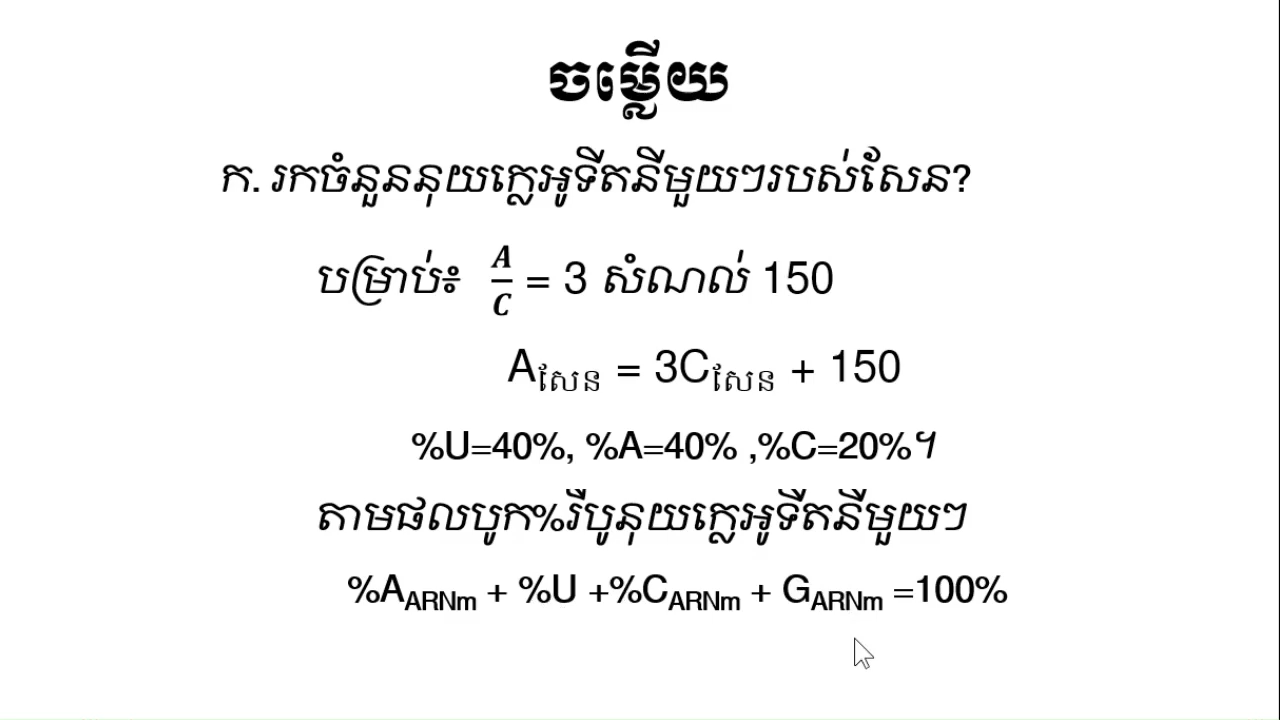 ចម្លើយ
ក. រកចំនួននុយក្លេអូទីតនីមួយៗរបស់សែន?
បម្រាប់៖ A/C = 3 សំណល់ 150
Aសែន = 3Cសែន + 150
%U=40%, %A=40% ,%C=20%។
តាមផលបូក%រីបូនុយក្លេអូទីតនីមួយៗ
%AARNm + %U +%CARNm + GARNm =100%